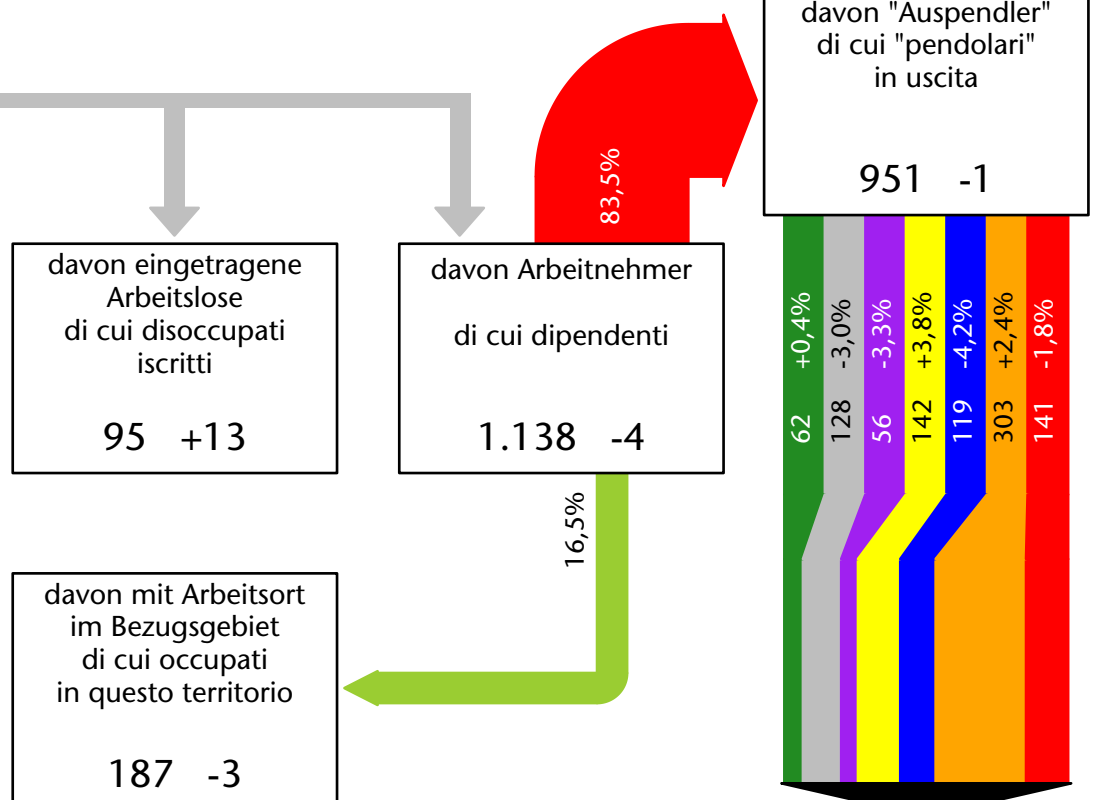 davon "Auspendler"
di cui "pendolari"
in uscita
951 -1
83,5%
davon eingetragene
Arbeitslose
di cui disoccupati
iscritti
95 +13
davon Arbeitnehmer
di cui dipendenti
1.138 -4
62 +0,4%
128 -3,0%
56 -3,3%
142 +3,8%
119 -4,2%
303 +2,4%
141 -1,8%
16,5%
davon mit Arbeitsort
im Bezugsgebiet
di cui occupati
in questo territorio
187 -3